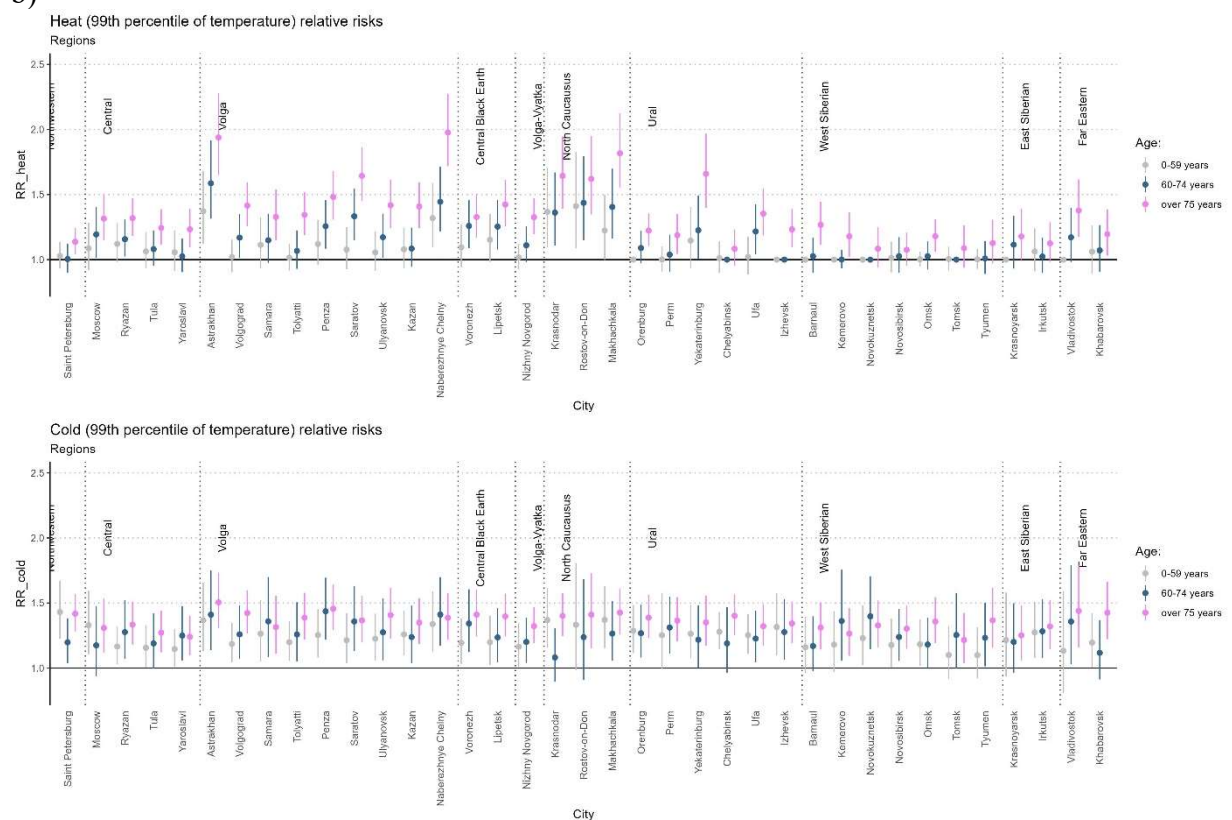 b)
Heat (99th percentile of temperature) relative risks
Regions
RR_heat
2.5
2.0
1.5
1.0
Northwestern
Central
Volga
Central Black Earth
Volga-Vyatka
North Caucausus
Ural
West Siberian
East Siberian
Far Eastern
Age:
0-59 years
60-74 years
over 75 years
Saint Petersburg
Moscow
Ryazan
Tula
Yaroslavl
Astrakhan
Volgograd
Samara
Tolyatti
Penza
Saratov
Ulyanovsk
Kazan
Naberezhnye Chelny
Voronezh
Lipetsk
Nizhny Novgorod
Krasnodar
Rostov-on-Don
Makhachkala
Orenburg
Perm
Yekaterinburg
Chelyabinsk
Ufa
Izhevsk
Barnaul
Kemerovo
Novokuznetsk
Novosibirsk
Omsk
Tomsk
Tyumen
Krasnoyarsk
Irkutsk
Vladivostok
Khabarovsk
City
Cold (99th percentile of temperature) relative risks
Regions
RR_cold
2.5
2.0
1.5
1.0
Northwestern
Central
Volga
Central Black Earth
Volga-Vyatka
North Caucausus
Ural
West Siberian
East Siberian
Far Eastern
Age:
0-59 years
60-74 years
over 75 years
Saint Petersburg
Moscow
Ryazan
Tula
Yaroslavl
Astrakhan
Volgograd
Samara
Tolyatti
Penza
Saratov
Ulyanovsk
Kazan
Naberezhnye Chelny
Voronezh
Lipetsk
Nizhny Novgorod
Krasnodar
Rostov-on-Don
Makhachkala
Orenburg
Perm
Yekaterinburg
Chelyabinsk
Ufa
Izhevsk
Barnaul
Kemerovo
Novokuznetsk
Novosibirsk
Omsk
Tomsk
Tyumen
Krasnoyarsk
Irkutsk
Vladivostok
Khabarovsk
City